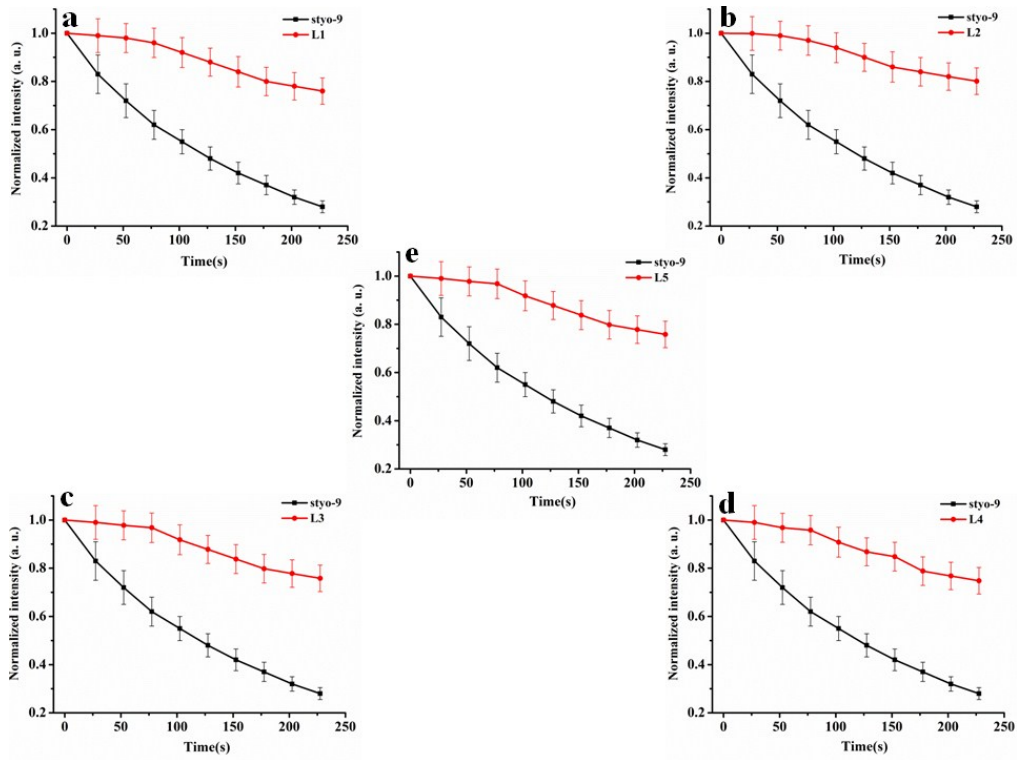 a
styo-9
L1
Normalized intensity (a. u.)
1.0
0.8
0.6
0.4
0.2
0 50 100 150 200 250
Time(s)
b
styo-9
L2
Normalized intensity (a. u.)
1.0
0.8
0.6
0.4
0.2
0 50 100 150 200 250
Time(s)
e
styo-9
L5
Normalized intensity (a. u.)
1.0
0.8
0.6
0.4
0.2
0 50 100 150 200 250
Time(s)
c
styo-9
L3
Normalized intensity (a. u.)
1.0
0.8
0.6
0.4
0.2
0 50 100 150 200 250
Time(s)
d
styo-9
L4
Normalized intensity (a. u.)
1.0
0.8
0.6
0.4
0.2
0 50 100 150 200 250
Time(s)